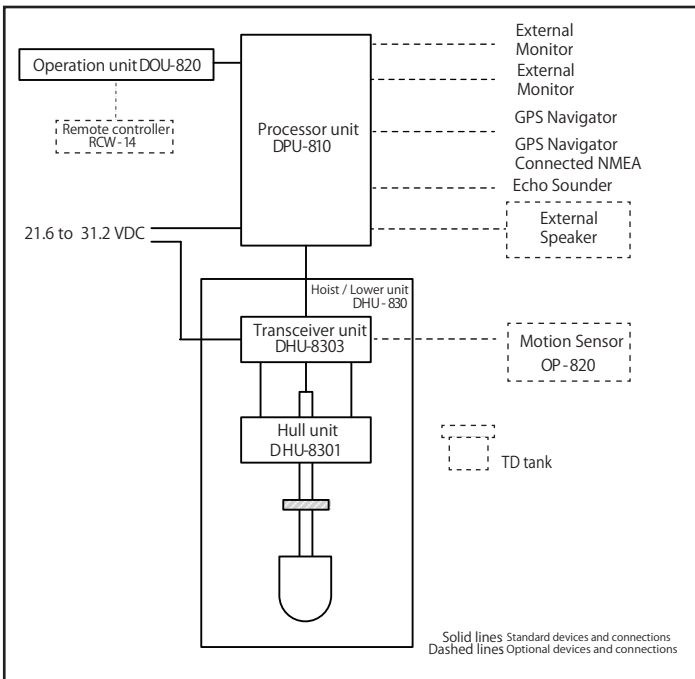 External
Monitor
External
Monitor
Operation unit DOU-820
GPS Navigator
Remote controller
RCW-14
Processor unit
DPU-810
GPS Navigator
Connected NMEA
Echo Sounder
External
Speaker
21.6 to 31.2 VDC
Hoist / Lower unit
DHU-830
Transceiver unit
DHU-8303
Motion Sensor
OP-820
Hull unit
DHU-8301
TD tank
Solid lines Standard devices and connections
Dashed lines Optional devices and connections